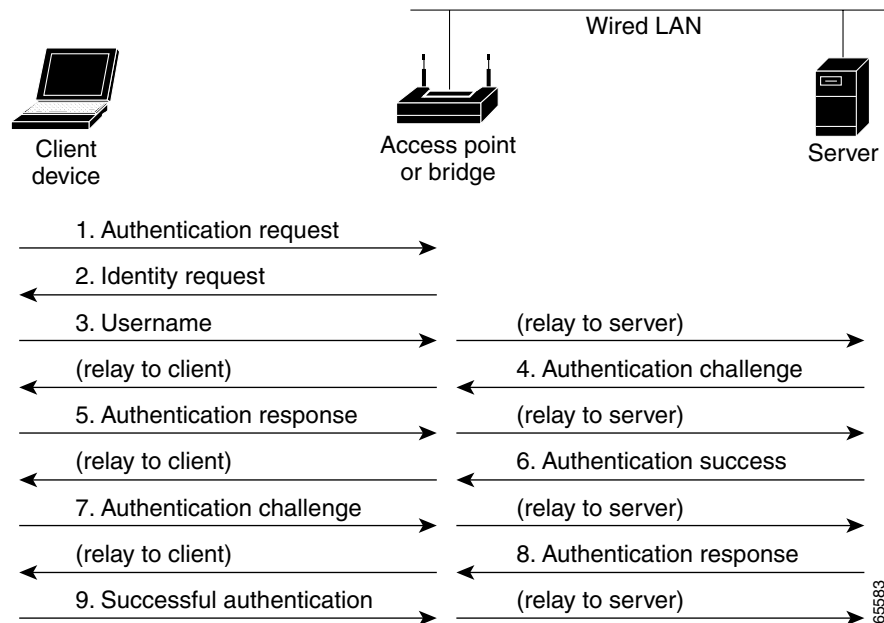 Wired LAN
Client
device
Access point
or bridge
Server
1. Authentication request
2. Identity request
3. Username
(relay to server)
(relay to client)
4. Authentication challenge
5. Authentication response
(relay to server)
(relay to client)
6. Authentication success
7. Authentication challenge
(relay to server)
(relay to client)
8. Authentication response
9. Successful authentication
(relay to server)
65583